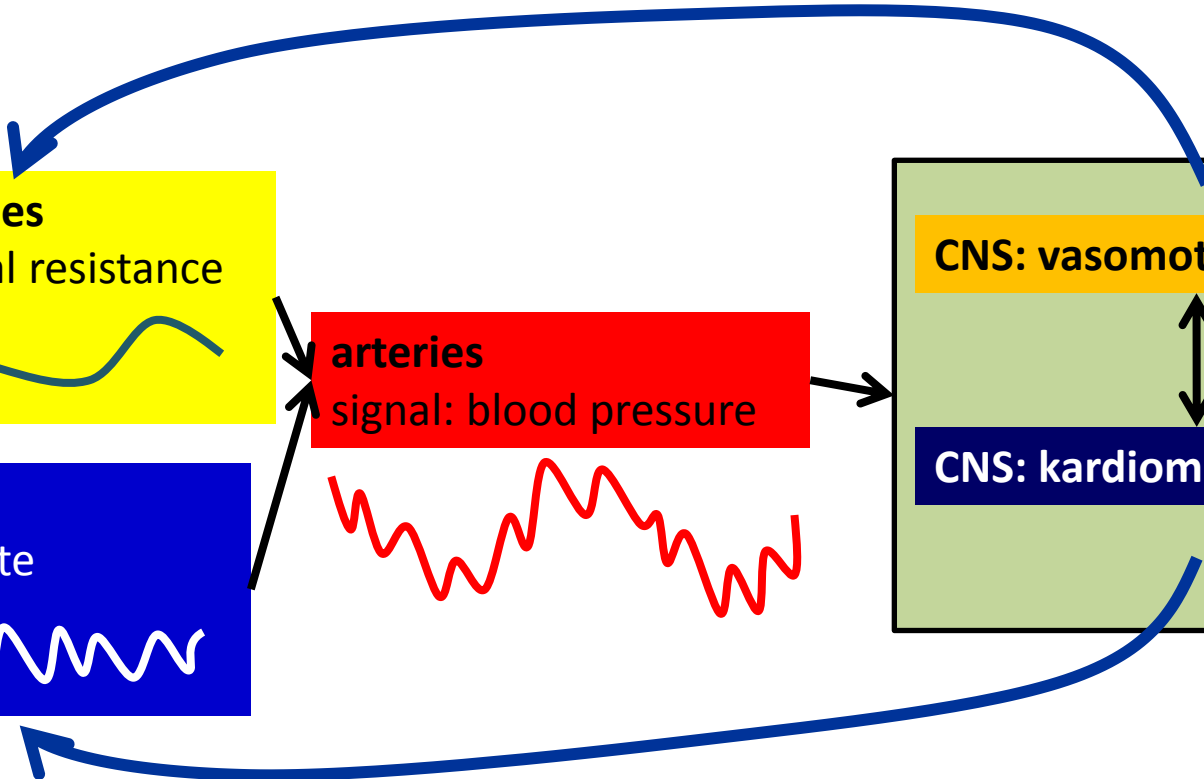 es
al resistance
arteries
signal: blood pressure
te
CNS: vasomot
CNS: kardiom